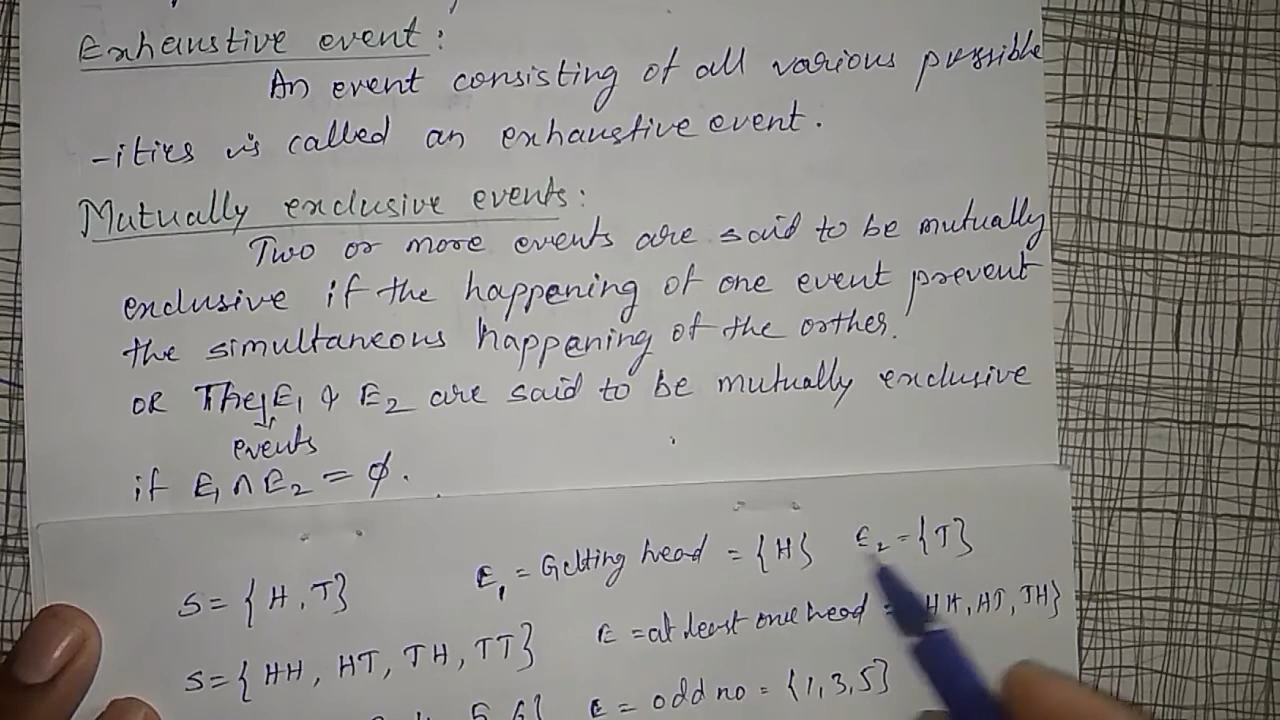 Exhaustive event:
An event consisting of all various possible
-ities is called an exhaustive event.
Mutually exclusive events:
Two or more events are said to be mutually
exclusive if the happening of one event prevent
the simultaneous happening of the orther.
OR The E₁ & E₂ are said to be mutually exclusive
events
if E₁ ∩ E₂ = ϕ.
S = {H, T} E₁ = Getting head = {H} E₂ = {T}
S = {HH, HT, TH, TT} E = at least one head = HH, HT, TH}
5, 6} E = odd no = {1, 3, 5}